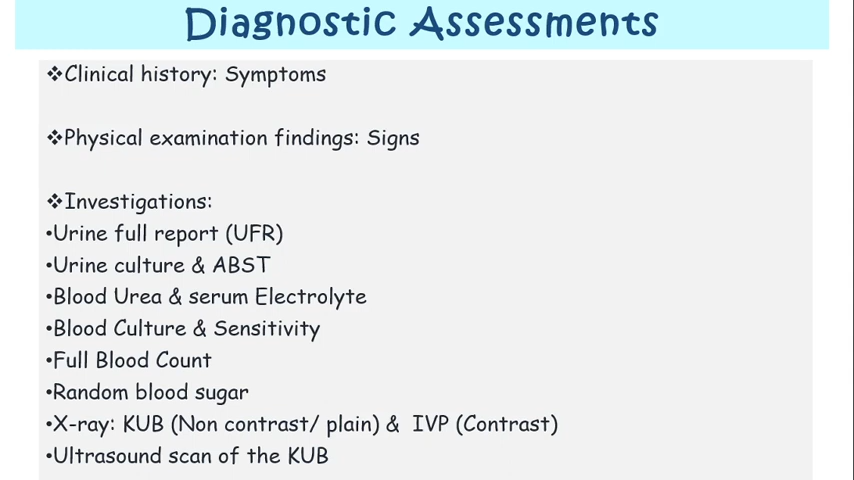 Diagnostic Assessments
❖Clinical history: Symptoms
❖Physical examination findings: Signs
❖Investigations:
•Urine full report (UFR)
•Urine culture & ABST
•Blood Urea & serum Electrolyte
•Blood Culture & Sensitivity
•Full Blood Count
•Random blood sugar
•X-ray: KUB (Non contrast/ plain) & IVP (Contrast)
•Ultrasound scan of the KUB